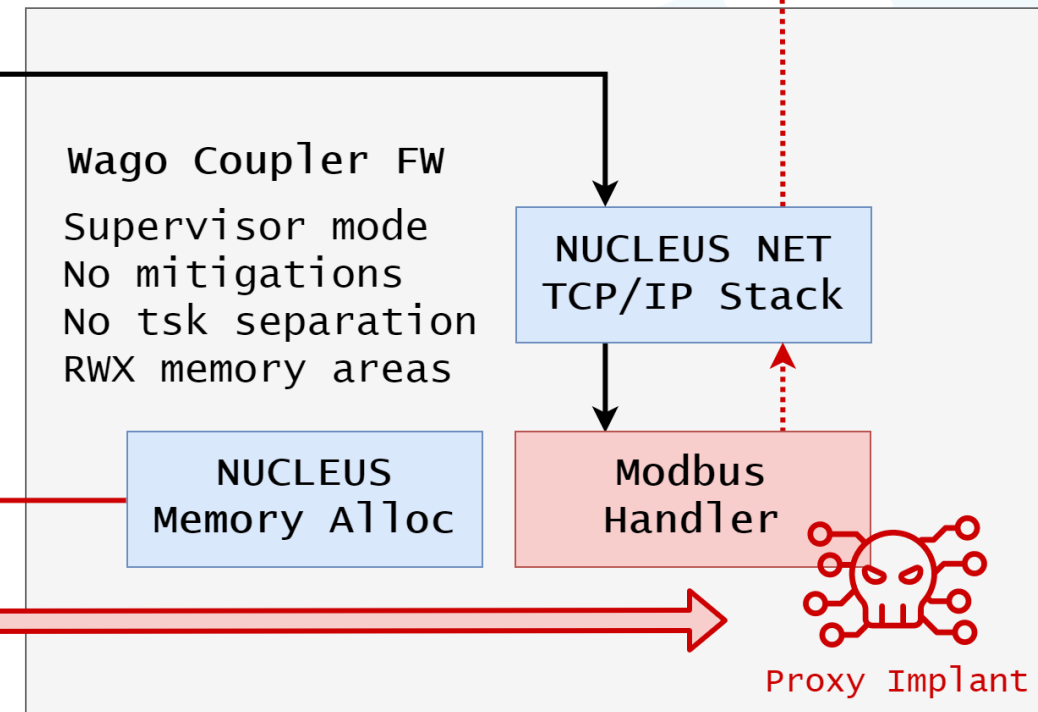 Wago Coupler FW
Supervisor mode
No mitigations
No tsk separation
RWX memory areas
NUCLEUS NET
TCP/IP Stack
NUCLEUS
Memory Alloc
Modbus
Handler
Proxy Implant